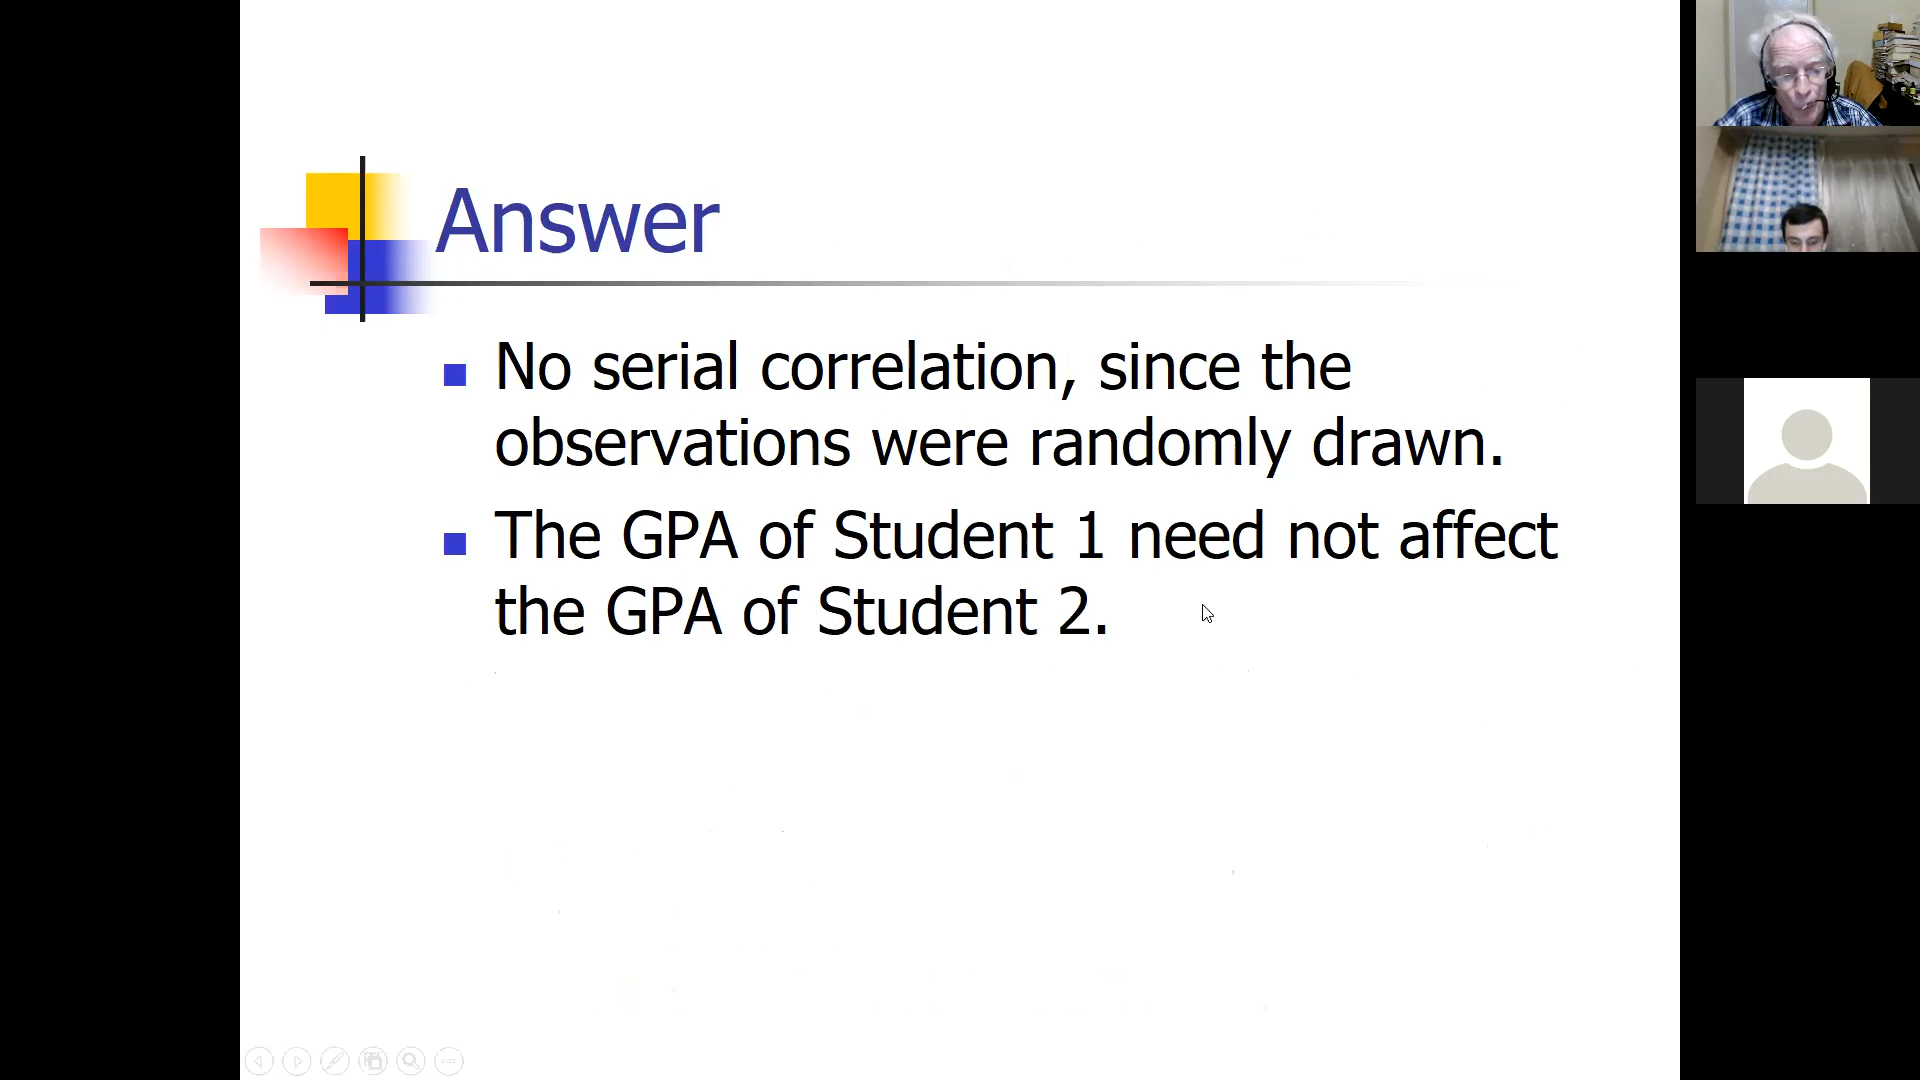 Answer
No serial correlation, since the
observations were randomly drawn.
The GPA of Student 1 need not affect
the GPA of Student 2.